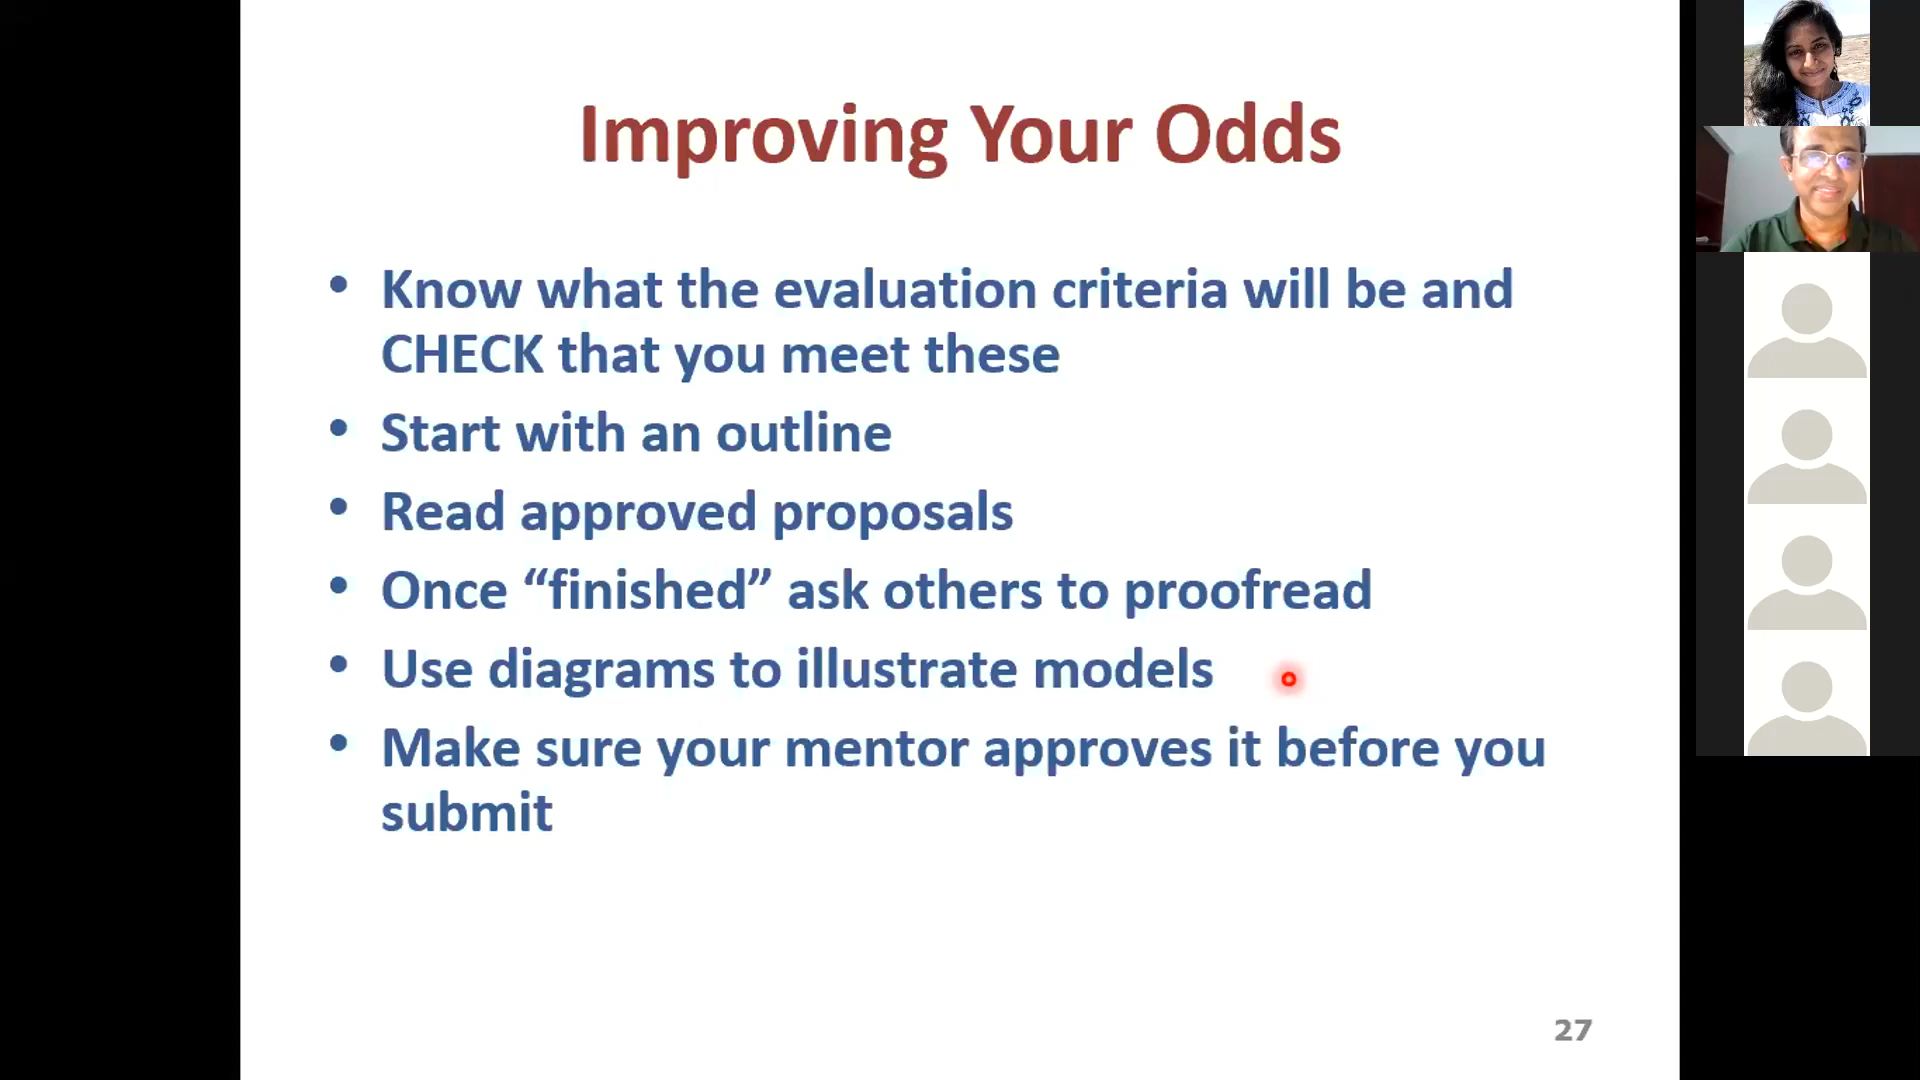 Improving Your Odds
• Know what the evaluation criteria will be and
CHECK that you meet these
• Start with an outline
• Read approved proposals
• Once “finished” ask others to proofread
• Use diagrams to illustrate models
• Make sure your mentor approves it before you
submit
27